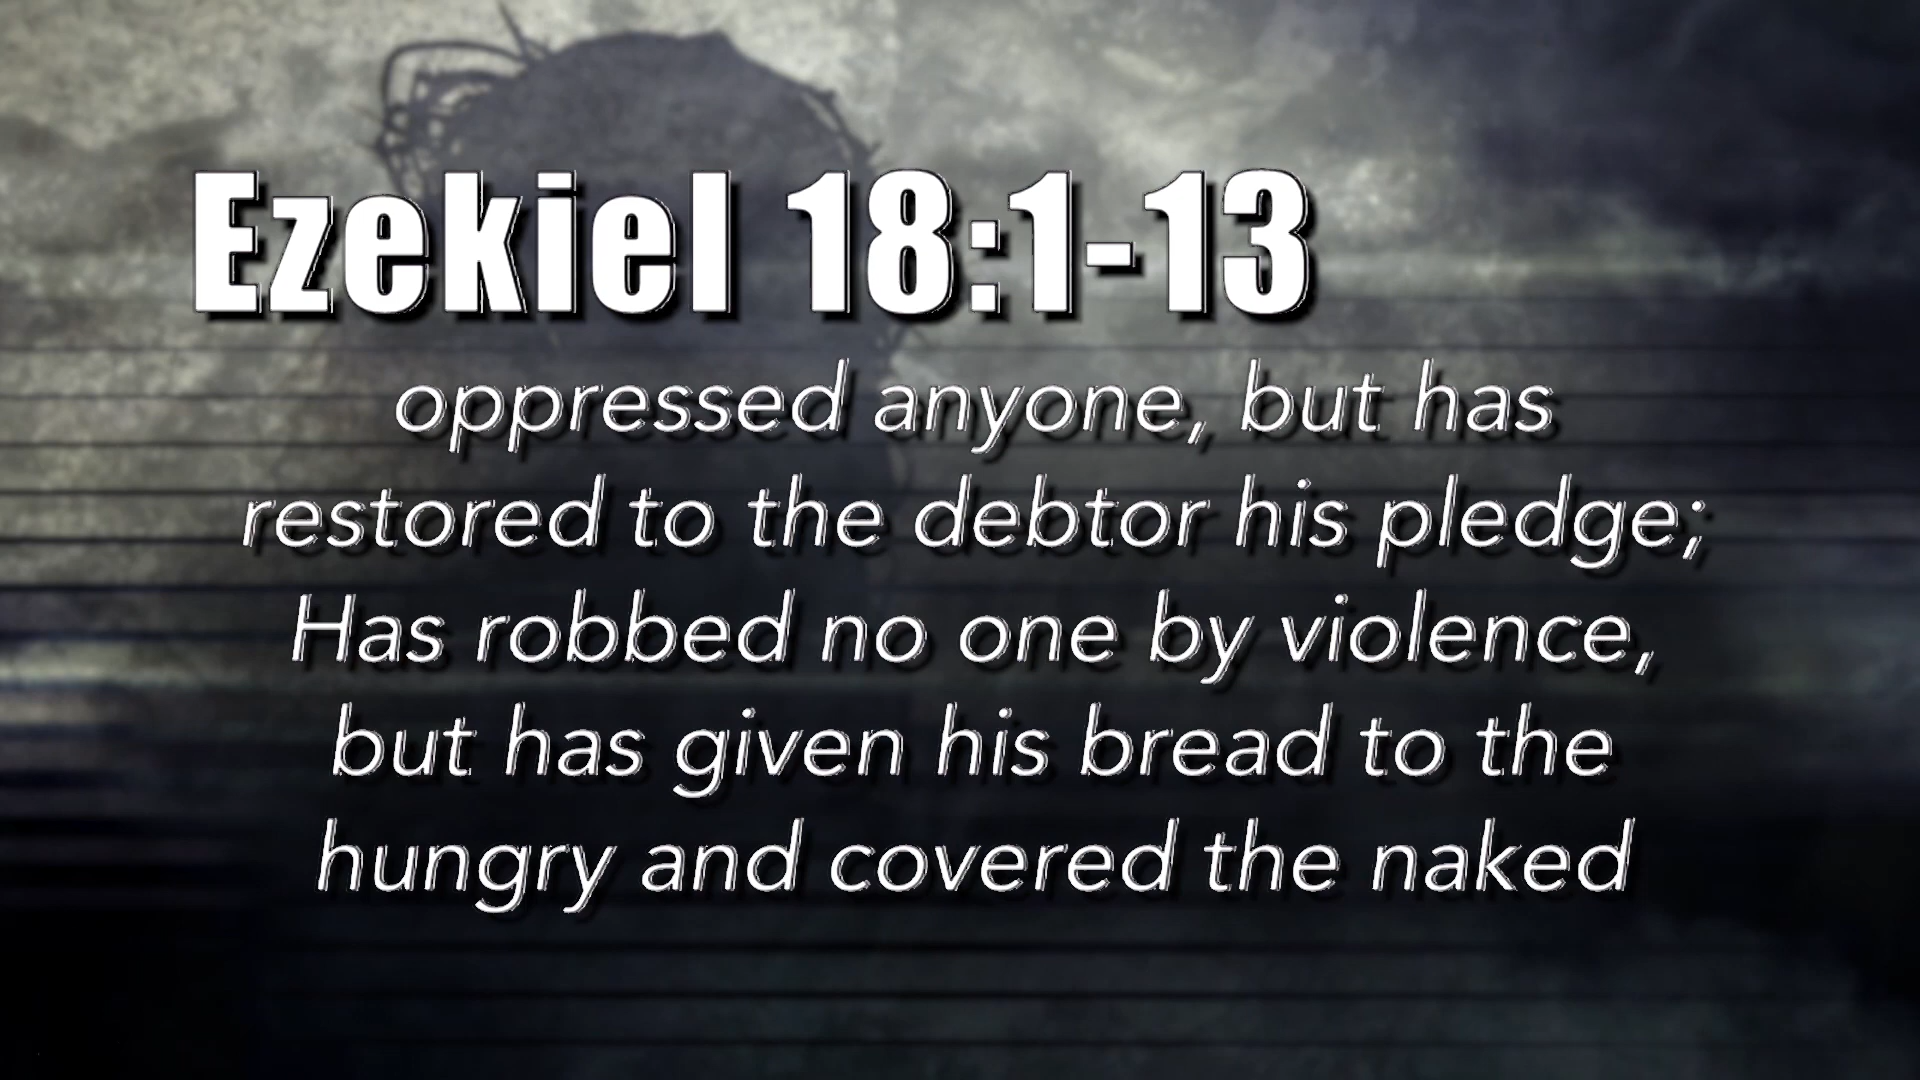 Ezekiel 18:1-13
oppressed anyone, but has
restored to the debtor his pledge;
Has robbed no one by violence,
but has given his bread to the
hungry and covered the naked